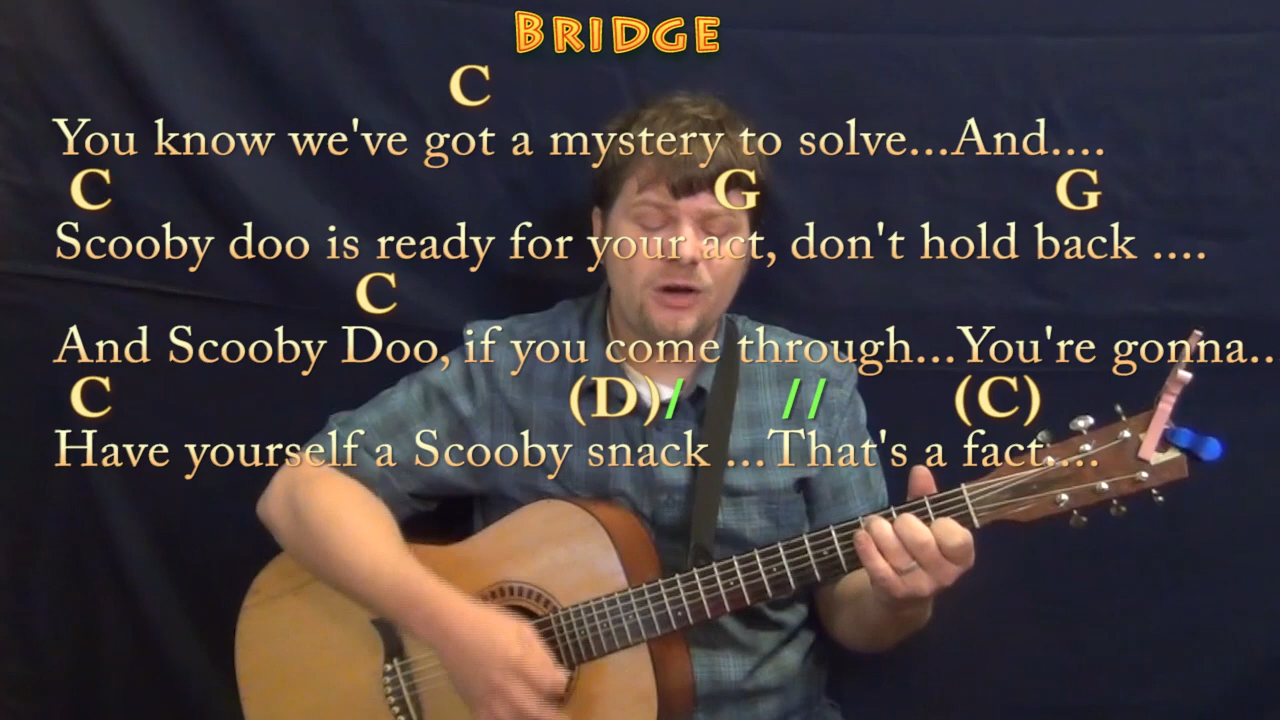 BRIDGE
C
You know we've got a mystery to solve...And....
C G G
Scooby doo is ready for your act, don't hold back ....
C
And Scooby Doo, if you come through...You're gonna..
C (D)/ // (C)
Have yourself a Scooby snack ...That's a fact....